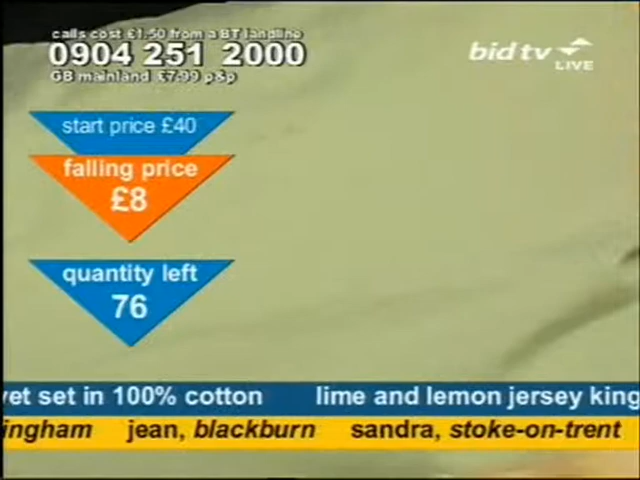 calls cost £1.50 from a BT landline
0904 251 2000
GB mainland £7.99 p&p
bid tv
LIVE
start price £40
falling price
£8
quantity left
76
vet set in 100% cotton lime and lemon jersey king
ingham jean, blackburn sandra, stoke-on-trent